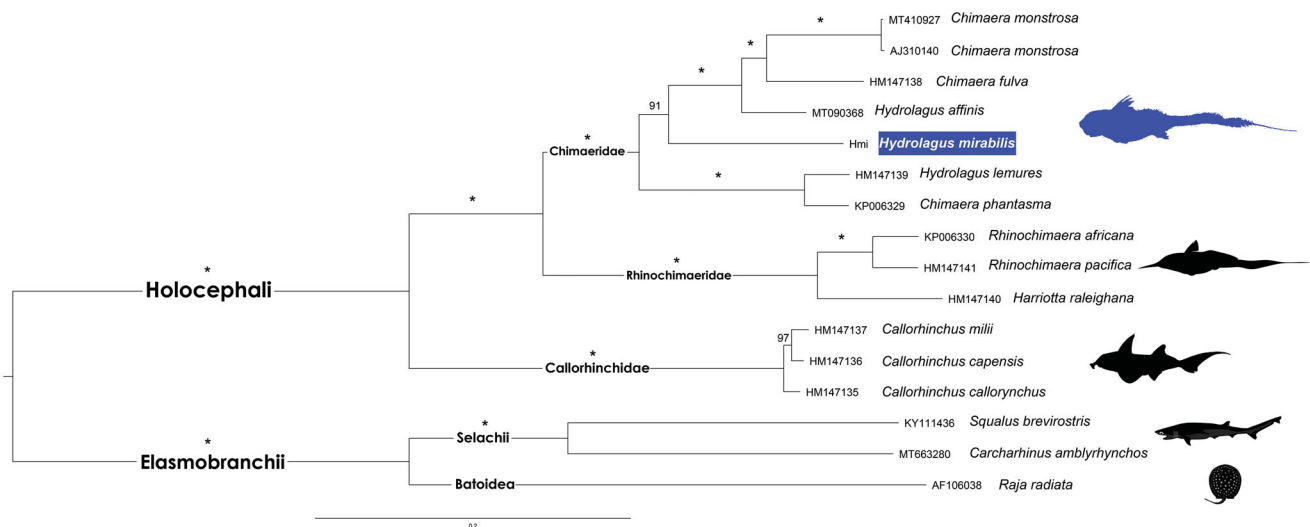 *
MT410927 Chimaera monstrosa
AJ310140 Chimaera monstrosa
*
HM147138 Chimaera fulva
*
MT090368 Hydrolagus affinis
91
Hmi Hydrolagus mirabilis
*
Chimaeridae
*
HM147139 Hydrolagus lemures
KP006329 Chimaera phantasma
*
*
KP006330 Rhinochimaera africana
HM147141 Rhinochimaera pacifica
Rhinochimaeridae
HM147140 Harriotta raleighana
*
Holocephali
97
HM147137 Callorhinchus milii
HM147136 Callorhinchus capensis
*
Callorhinchidae
HM147135 Callorhinchus callorynchus
*
Selachii
KY111436 Squalus brevirostris
MT663280 Carcharhinus amblyrhynchos
*
Elasmobranchii
Batoidea
AF106038 Raja radiata
0.2